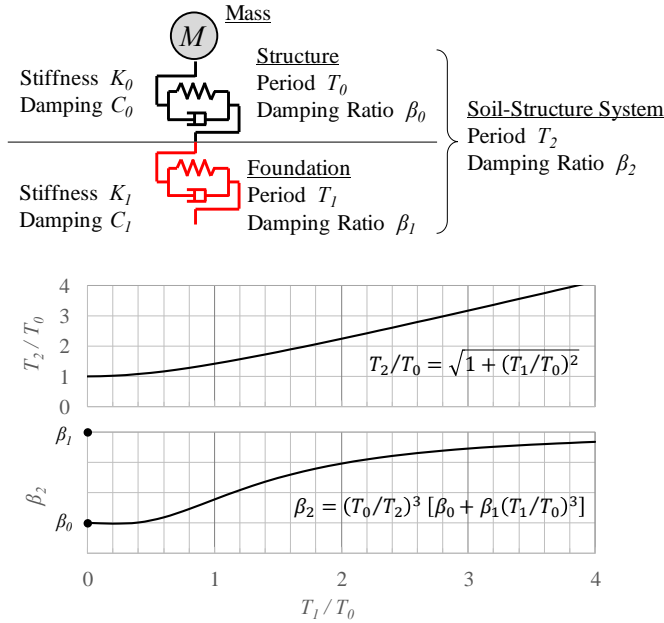 Mass
M
Structure
Stiffness K₀
Period T₀
Damping C₀
Damping Ratio β₀
Soil-Structure System
Period T₂
Damping Ratio β₂
Foundation
Stiffness K₁
Period T₁
Damping C₁
Damping Ratio β₁
4
3
2
1
0
T₂ / T₀
T₂/T₀ = √1 + (T₁/T₀)²
β₁
β₂
β₀
β₂ = (T₀/T₂)³ [β₀ + β₁(T₁/T₀)³]
0 1 2 3 4
T₁ / T₀